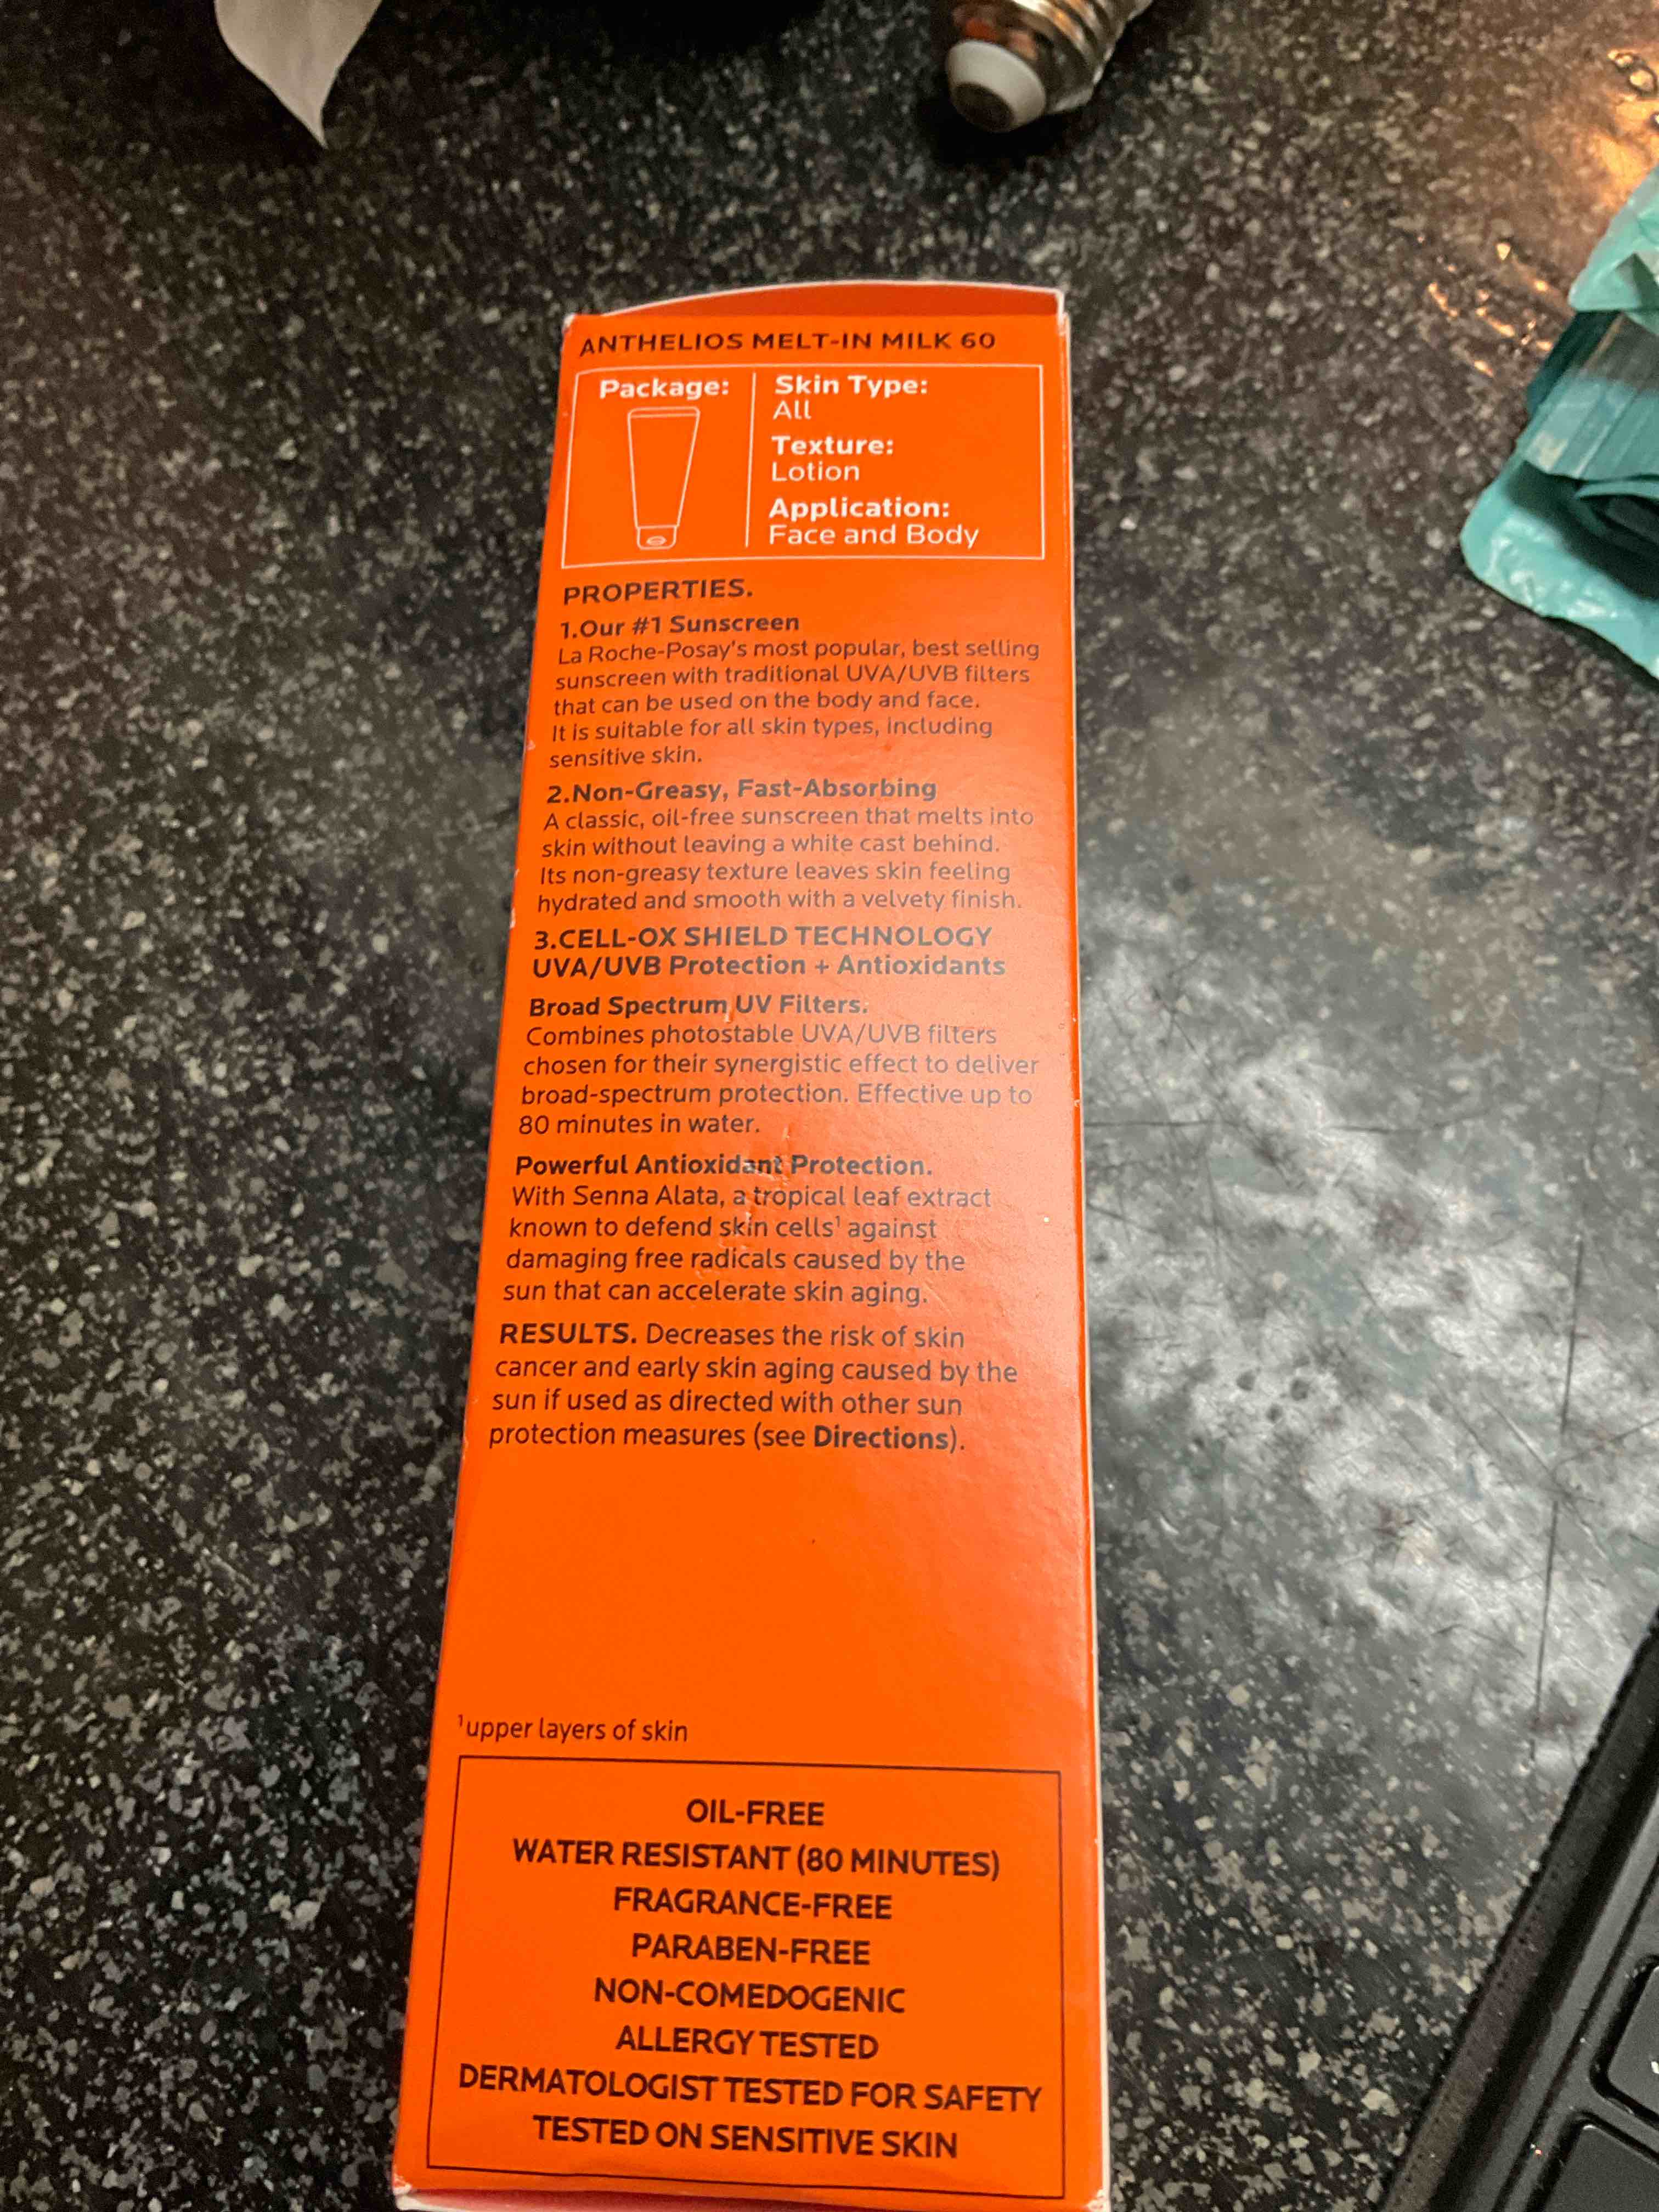 ANTHELIOS MELT-IN MILK 60
Package:
Skin Type:
All
Texture:
Lotion
Application:
Face and Body
PROPERTIES.
1.Our #1 Sunscreen
La Roche-Posay's most popular, best selling
sunscreen with traditional UVA/UVB filters
that can be used on the body and face.
It is suitable for all skin types, including
sensitive skin.
2.Non-Greasy, Fast-Absorbing
A classic, oil-free sunscreen that melts into
skin without leaving a white cast behind.
Its non-greasy texture leaves skin feeling
hydrated and smooth with a velvety finish.
3.CELL-OX SHIELD TECHNOLOGY
UVA/UVB Protection + Antioxidants
Broad Spectrum UV Filters.
Combines photostable UVA/UVB filters
chosen for their synergistic effect to deliver
broad-spectrum protection. Effective up to
80 minutes in water.
Powerful Antioxidant Protection.
With Senna Alata, a tropical leaf extract
known to defend skin cells¹ against
damaging free radicals caused by the
sun that can accelerate skin aging.
RESULTS. Decreases the risk of skin
cancer and early skin aging caused by the
sun if used as directed with other sun
protection measures (see Directions).
¹upper layers of skin
OIL-FREE
WATER RESISTANT (80 MINUTES)
FRAGRANCE-FREE
PARABEN-FREE
NON-COMEDOGENIC
ALLERGY TESTED
DERMATOLOGIST TESTED FOR SAFETY
TESTED ON SENSITIVE SKIN